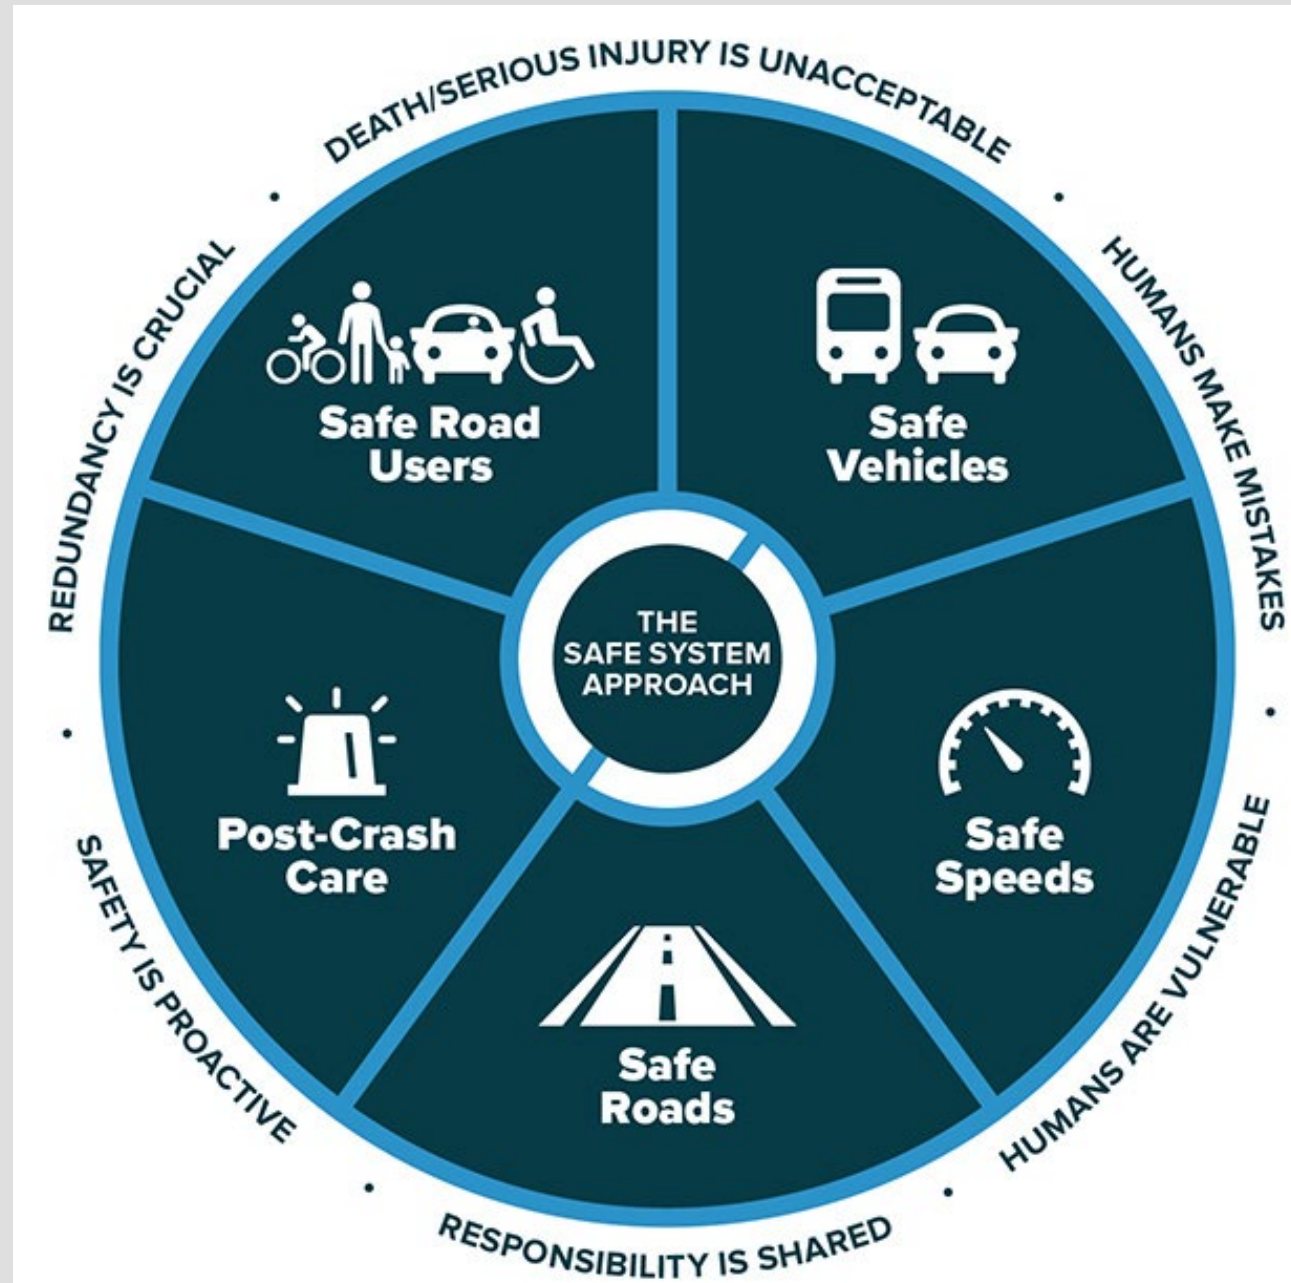 DEATH/SERIOUS INJURY IS UNACCEPTABLE
HUMANS MAKE MISTAKES
HUMANS ARE VULNERABLE
RESPONSIBILITY IS SHARED
SAFETY IS PROACTIVE
REDUNDANCY IS CRUCIAL
Safe Road
Users
Safe
Vehicles
THE
SAFE SYSTEM
APPROACH
Post-Crash
Care
Safe
Speeds
Safe
Roads